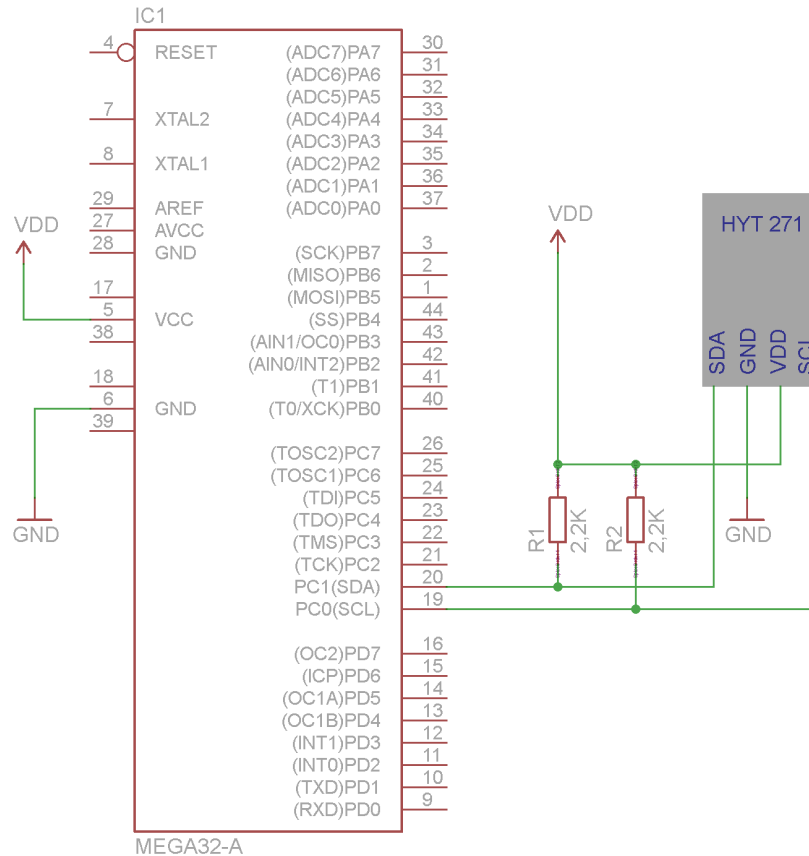 IC1
4 RESET (ADC7)PA7 30
(ADC6)PA6 31
(ADC5)PA5 32
7 XTAL2 (ADC4)PA4 33
(ADC3)PA3 34
8 XTAL1 (ADC2)PA2 35
(ADC1)PA1 36
29 AREF (ADC0)PA0 37
27 AVCC
28 GND (SCK)PB7 3
(MISO)PB6 2
17 (MOSI)PB5 1
5 VCC (SS)PB4 44
38 (AIN1/OC0)PB3 43
(AIN0/INT2)PB2 42
18 (T1)PB1 41
6 GND (T0/XCK)PB0 40
39
(TOSC2)PC7 26
(TOSC1)PC6 25
(TDI)PC5 24
(TDO)PC4 23
(TMS)PC3 22
(TCK)PC2 21
PC1(SDA) 20
PC0(SCL) 19
(OC2)PD7 16
(ICP)PD6 15
(OC1A)PD5 14
(OC1B)PD4 13
(INT1)PD3 12
(INT0)PD2 11
(TXD)PD1 10
(RXD)PD0 9
MEGA32-A
VDD
GND
VDD
R1
2,2K
R2
2,2K
HYT 271
SDA
GND
VDD
SCL
GND